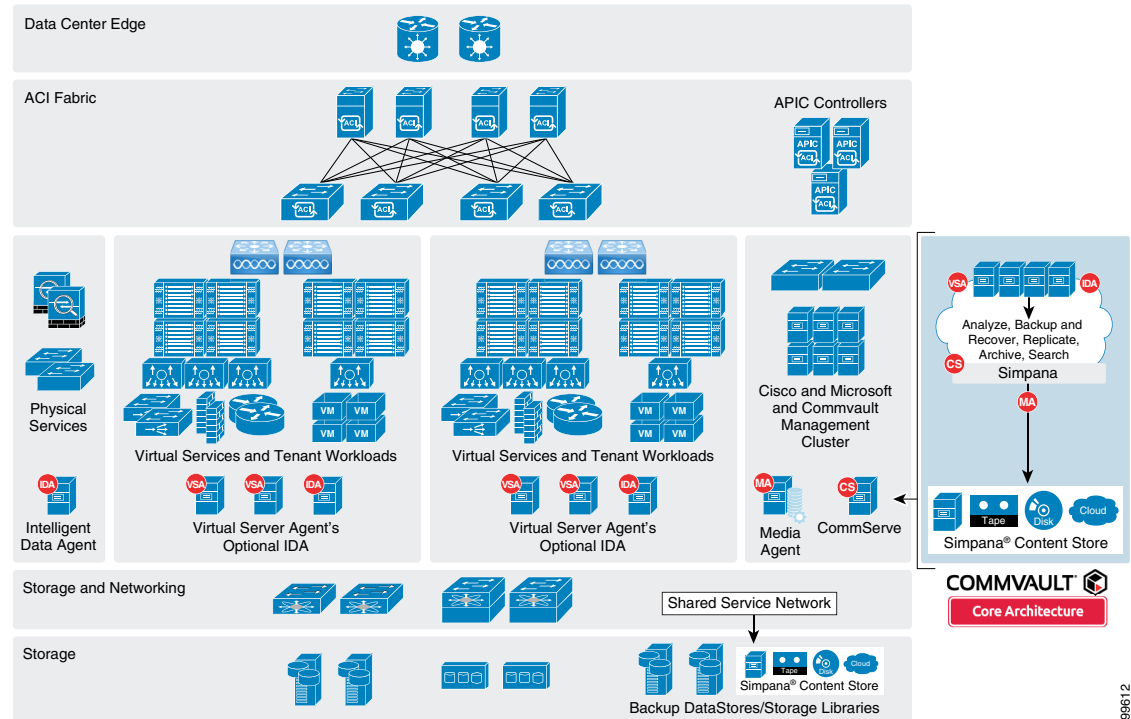 Data Center Edge
ACI Fabric
ACI
ACI
ACI
ACI
ACI
ACI
ACI
ACI
APIC Controllers
APIC
ACI
APIC
ACI
APIC
ACI
Physical
Services
IDA
Intelligent
Data Agent
VM
VM
VM
VM
Virtual Services and Tenant Workloads
VSA
VSA
IDA
Virtual Server Agent's
Optional IDA
VM
VM
VM
VM
Virtual Services and Tenant Workloads
VSA
VSA
IDA
Virtual Server Agent's
Optional IDA
Cisco and Microsoft
and Commvault
Management
Cluster
MA
Media
Agent
CS
CommServe
VSA
IDA
Analyze, Backup and
Recover, Replicate,
Archive, Search
CS
Simpana
MA
Tape
Disk
Cloud
Simpana® Content Store
COMMVAULT
Core Architecture
Storage and Networking
Shared Service Network
Storage
Tape
Disk
Cloud
Simpana® Content Store
Backup DataStores/Storage Libraries
99612